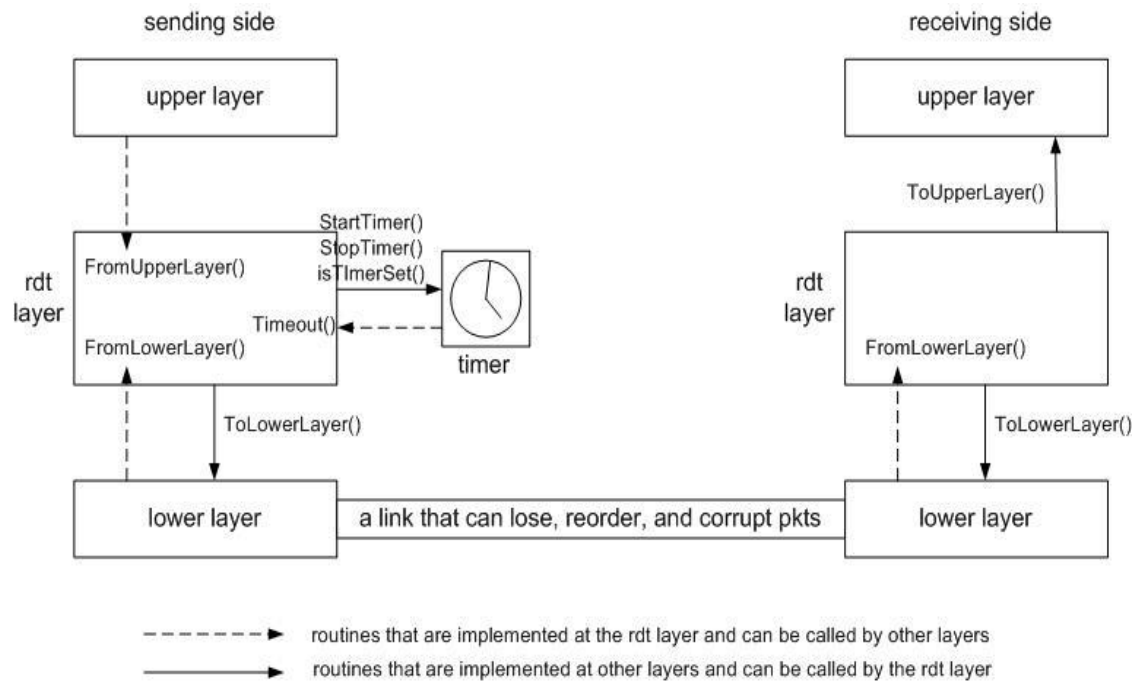 sending side
receiving side
upper layer
upper layer
ToUpperLayer()
StartTimer()
StopTimer()
isTImerSet()
FromUpperLayer()
rdt
layer
rdt
layer
Timeout()
FromLowerLayer()
FromLowerLayer()
timer
ToLowerLayer()
ToLowerLayer()
lower layer
a link that can lose, reorder, and corrupt pkts
lower layer
routines that are implemented at the rdt layer and can be called by other layers
routines that are implemented at other layers and can be called by the rdt layer